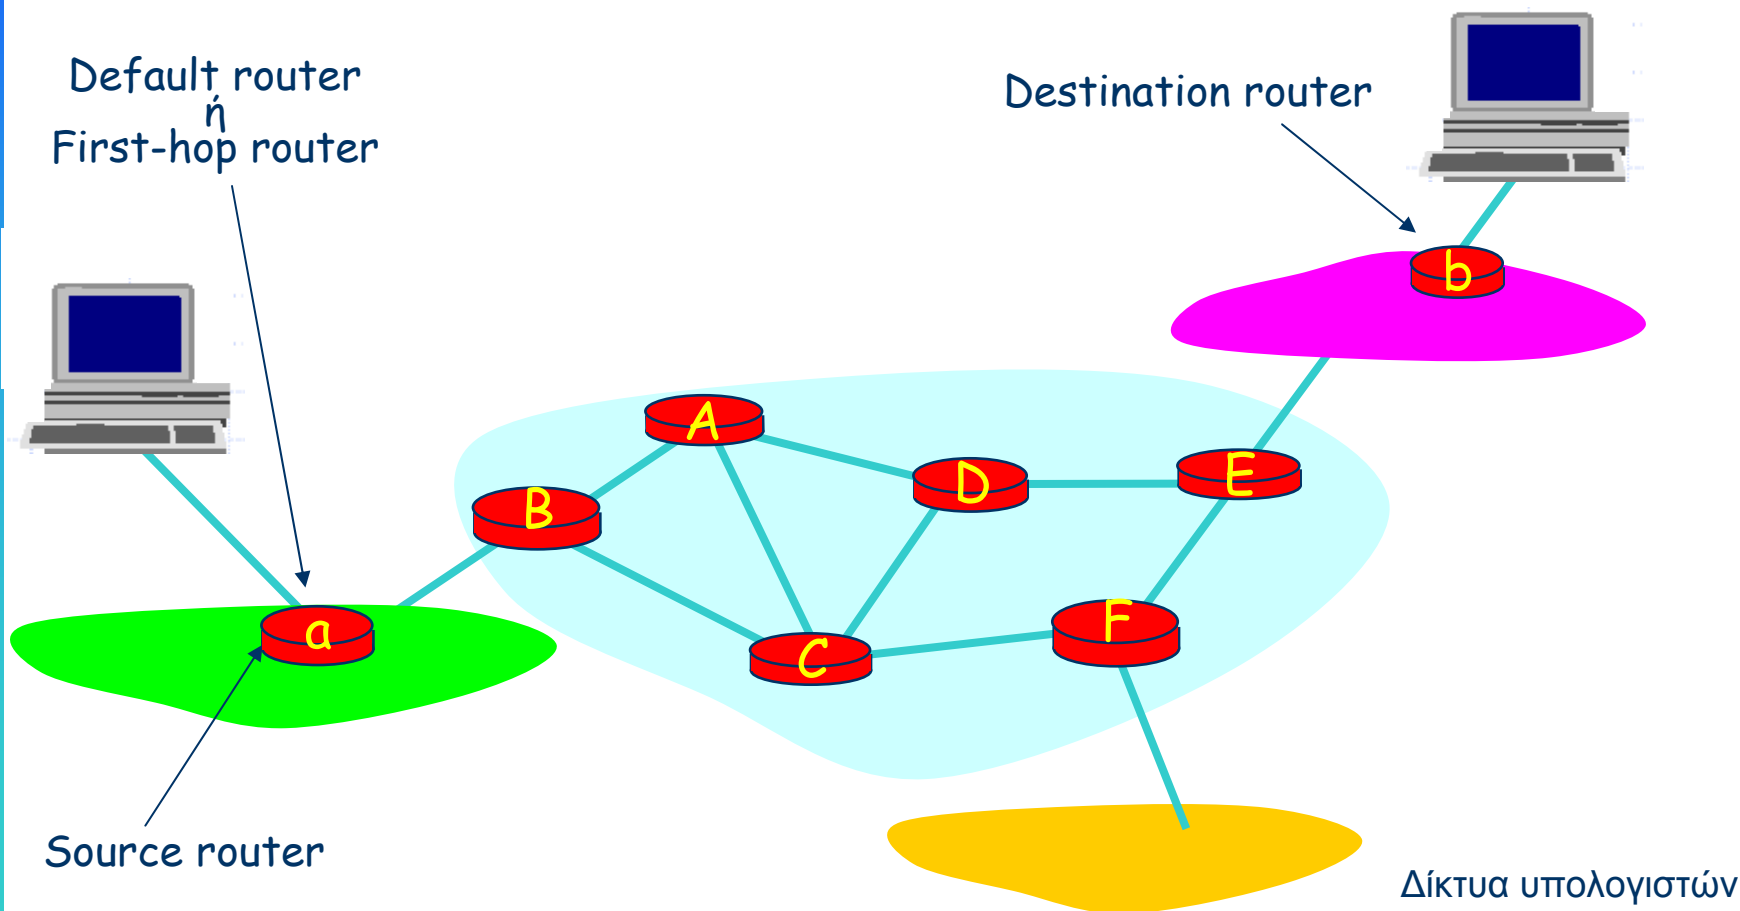 Default router
ή
First-hop router
Destination router
b
A
D
E
B
a
F
C
Source router
Δίκτυα υπολογιστών